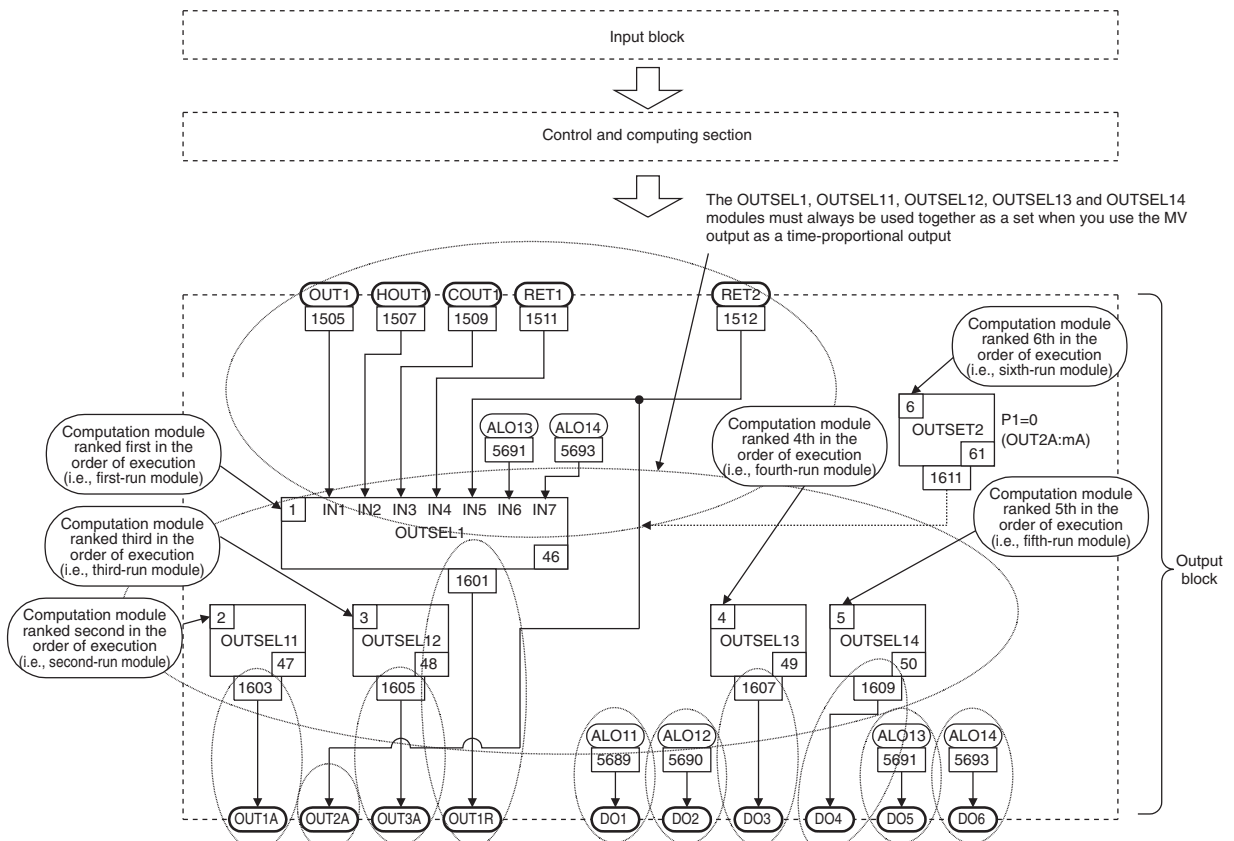 Input block
Control and computing section
The OUTSEL1, OUTSEL11, OUTSEL12, OUTSEL13 and OUTSEL14
modules must always be used together as a set when you use the MV
output as a time-proportional output
OUT1
HOUT1
COUT1
RET1
RET2
1505
1507
1509
1511
1512
Computation module
ranked 6th in the
order of execution
(i.e., sixth-run module)
6
OUTSET2
61
1611
P1=0
(OUT2A:mA)
Computation module
ranked first in the
order of execution
(i.e., first-run module)
ALO13
ALO14
5691
5693
Computation module
ranked 4th in the
order of execution
(i.e., fourth-run module)
1
IN1 IN2 IN3 IN4 IN5 IN6 IN7
OUTSEL1
46
1601
Computation module
ranked third in the
order of execution
(i.e., third-run module)
Computation module
ranked 5th in the
order of execution
(i.e., fifth-run module)
Output
block
Computation module
ranked second in the
order of execution
(i.e., second-run module)
2
OUTSEL11
47
1603
3
OUTSEL12
48
1605
4
OUTSEL13
49
1607
5
OUTSEL14
50
1609
ALO11
ALO12
ALO13
ALO14
5689
5690
5691
5693
OUT1A
OUT2A
OUT3A
OUT1R
DO1
DO2
DO3
DO4
DO5
DO6